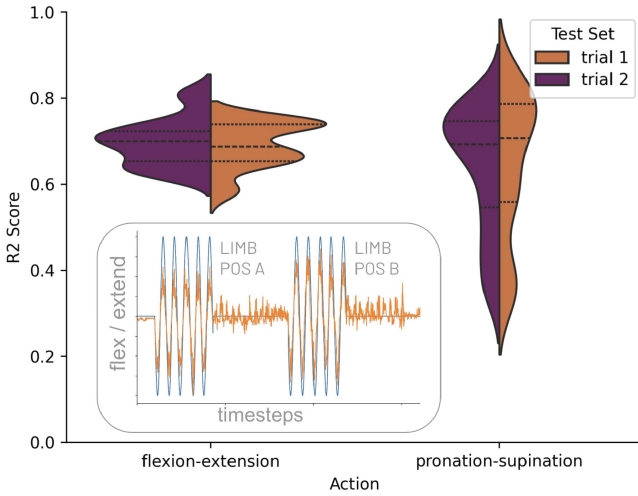 1.0
0.8
0.6
0.4
0.2
0.0
R2 Score
Test Set
trial 1
trial 2
LIMB
POS A
LIMB
POS B
flex / extend
timesteps
flexion-extension
pronation-supination
Action